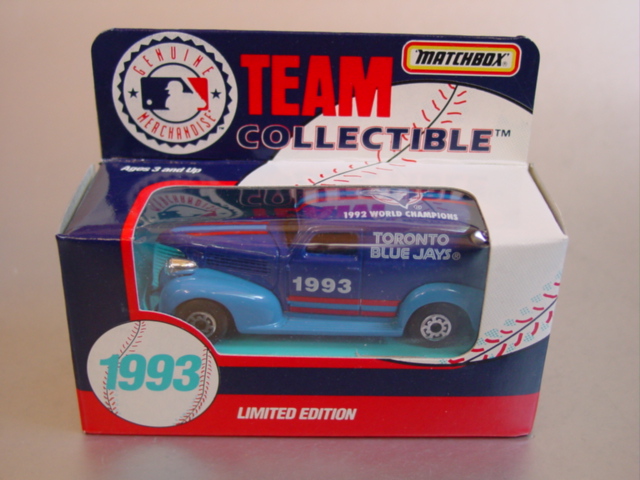 GENUINE
MERCHANDISE
TEAM
COLLECTIBLE™
MATCHBOX®
Ages 3 and Up
1992 WORLD CHAMPIONS
TORONTO
BLUE JAYS®
1993
1993
LIMITED EDITION